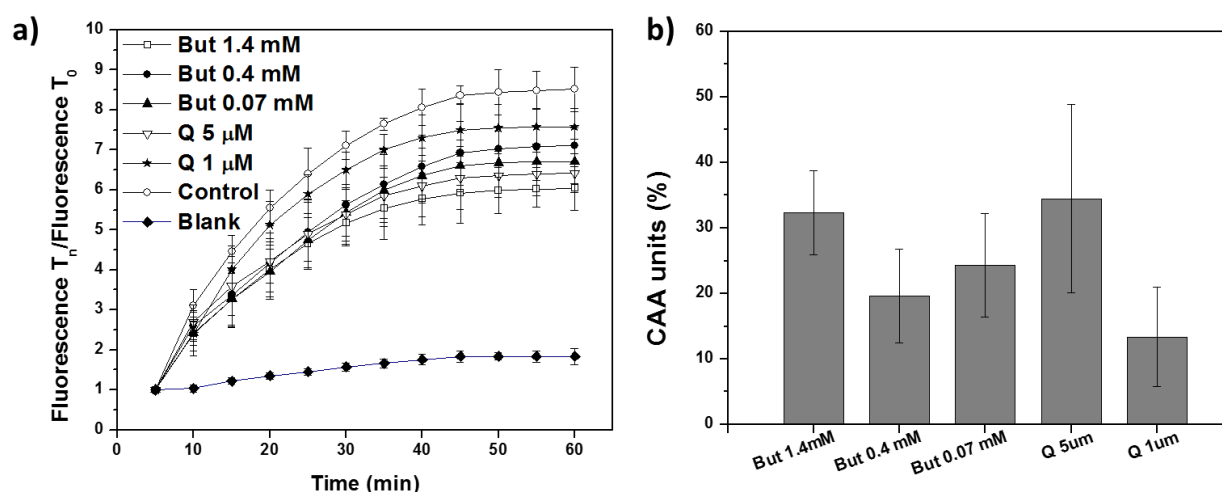 a)
Fluorescence Tn/Fluorescence T0
10
9
8
7
6
5
4
3
2
1
0
But 1.4 mM
But 0.4 mM
But 0.07 mM
Q 5 μM
Q 1 μM
Control
Blank
0 10 20 30 40 50 60
Time (min)
b)
CAA units (%)
60
50
40
30
20
10
0
But 1.4mM
But 0.4 mM
But 0.07 mM
Q 5um
Q 1um